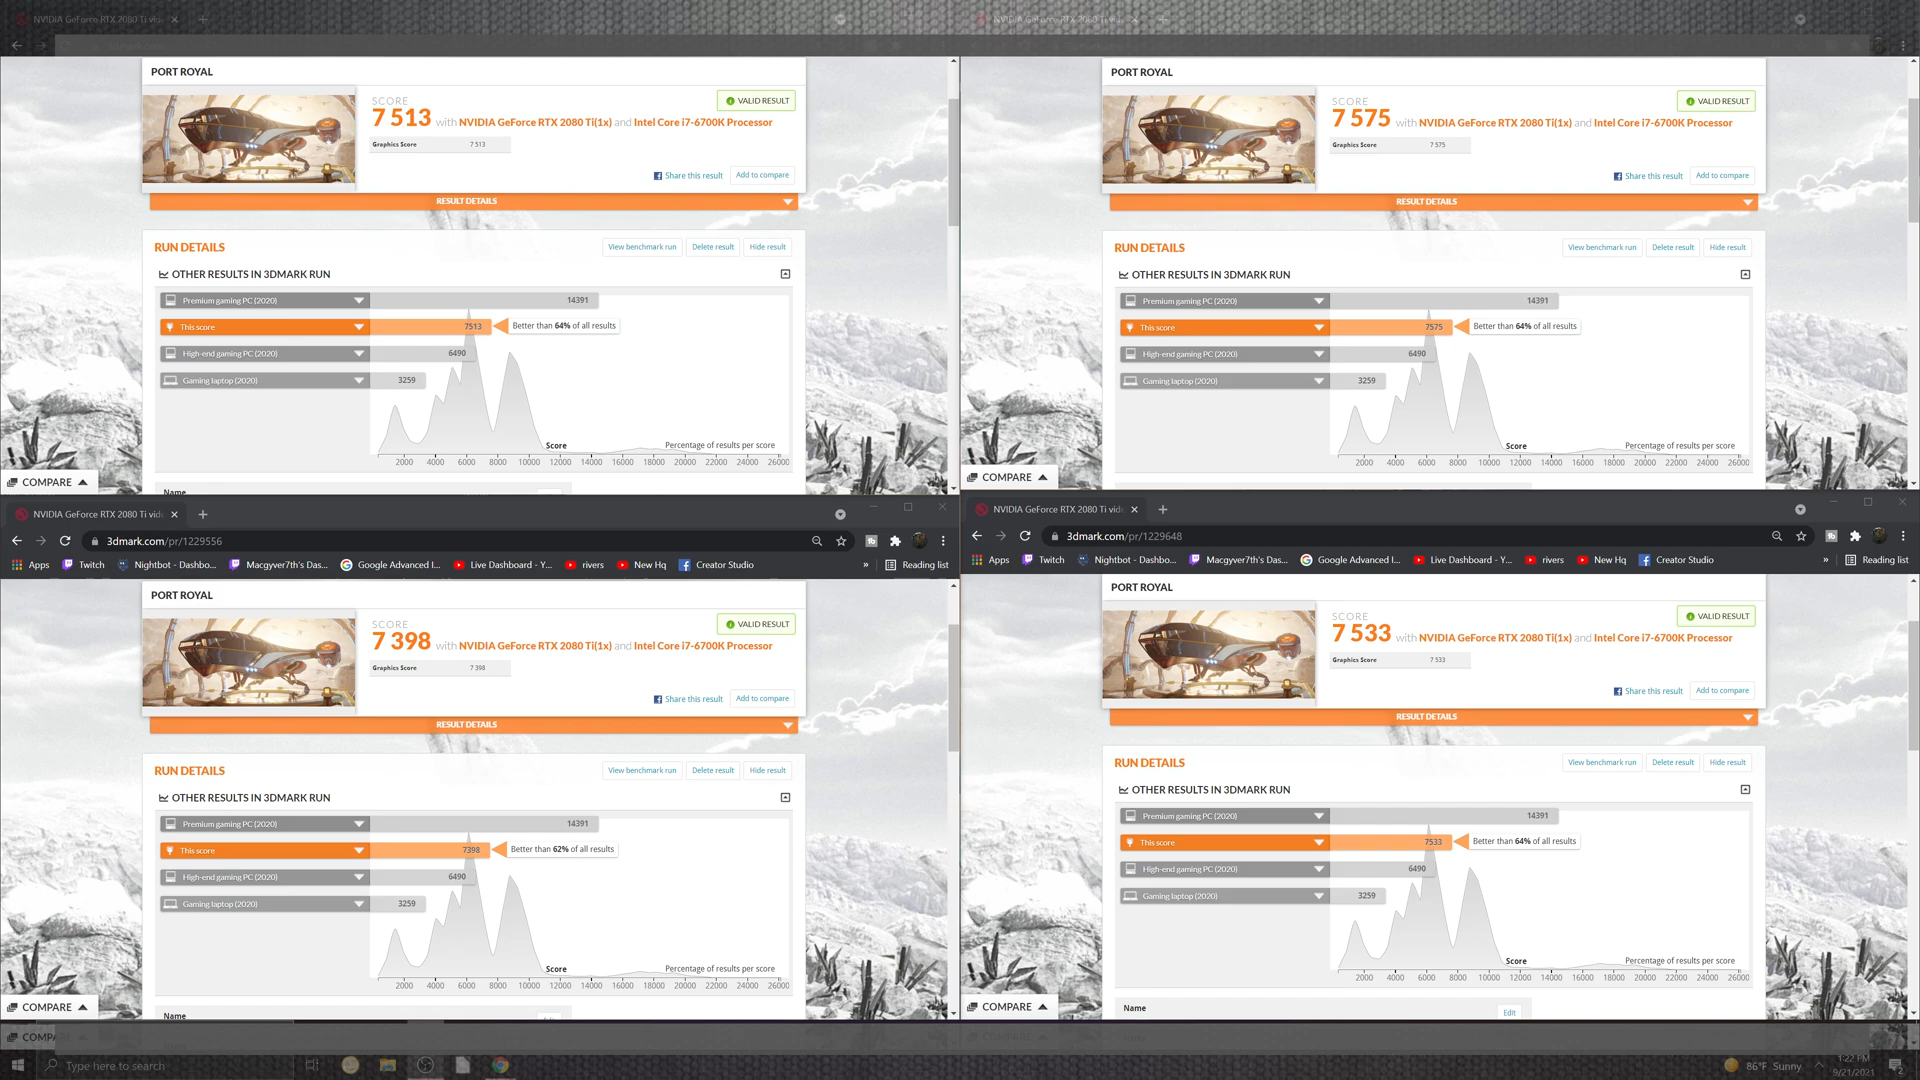 NVIDIA GeForce RTX 2080 Ti vid
PORT ROYAL
SCORE
VALID RESULT
7 513 with NVIDIA GeForce RTX 2080 Ti(1x) and Intel Core i7-6700K Processor
Graphics Score 7 513
Share this result Add to compare
RESULT DETAILS
RUN DETAILS View benchmark run Delete result Hide result
OTHER RESULTS IN 3DMARK RUN
Premium gaming PC (2020) 14391
This score 7513 Better than 64% of all results
High-end gaming PC (2020) 6490
Gaming laptop (2020) 3259
Score Percentage of results per score
2000 4000 6000 8000 10000 12000 14000 16000 18000 20000 22000 24000 26000
COMPARE
Name
NVIDIA GeForce RTX 2080 Ti vid
PORT ROYAL
SCORE
VALID RESULT
7 575 with NVIDIA GeForce RTX 2080 Ti(1x) and Intel Core i7-6700K Processor
Graphics Score 7 575
Share this result Add to compare
RESULT DETAILS
RUN DETAILS View benchmark run Delete result Hide result
OTHER RESULTS IN 3DMARK RUN
Premium gaming PC (2020) 14391
This score 7575 Better than 64% of all results
High-end gaming PC (2020) 6490
Gaming laptop (2020) 3259
Score Percentage of results per score
2000 4000 6000 8000 10000 12000 14000 16000 18000 20000 22000 24000 26000
COMPARE
NVIDIA GeForce RTX 2080 Ti vid
3dmark.com/pr/1229556
Apps Twitch Nightbot - Dashbo... Macgyver7th's Das... Google Advanced I... Live Dashboard - Y... rivers New Hq Creator Studio » Reading list
PORT ROYAL
SCORE
VALID RESULT
7 398 with NVIDIA GeForce RTX 2080 Ti(1x) and Intel Core i7-6700K Processor
Graphics Score 7 398
Share this result Add to compare
RESULT DETAILS
RUN DETAILS View benchmark run Delete result Hide result
OTHER RESULTS IN 3DMARK RUN
Premium gaming PC (2020) 14391
This score 7398 Better than 62% of all results
High-end gaming PC (2020) 6490
Gaming laptop (2020) 3259
Score Percentage of results per score
2000 4000 6000 8000 10000 12000 14000 16000 18000 20000 22000 24000 26000
COMPARE
Name
NVIDIA GeForce RTX 2080 Ti vid
3dmark.com/pr/1229648
Apps Twitch Nightbot - Dashbo... Macgyver7th's Das... Google Advanced I... Live Dashboard - Y... rivers New Hq Creator Studio » Reading list
PORT ROYAL
SCORE
VALID RESULT
7 533 with NVIDIA GeForce RTX 2080 Ti(1x) and Intel Core i7-6700K Processor
Graphics Score 7 533
Share this result Add to compare
RESULT DETAILS
RUN DETAILS View benchmark run Delete result Hide result
OTHER RESULTS IN 3DMARK RUN
Premium gaming PC (2020) 14391
This score 7533 Better than 64% of all results
High-end gaming PC (2020) 6490
Gaming laptop (2020) 3259
Score Percentage of results per score
2000 4000 6000 8000 10000 12000 14000 16000 18000 20000 22000 24000 26000
Name Edit
COMPARE
COMPA
Type here to search
86°F Sunny
1:22 PM
9/21/2021